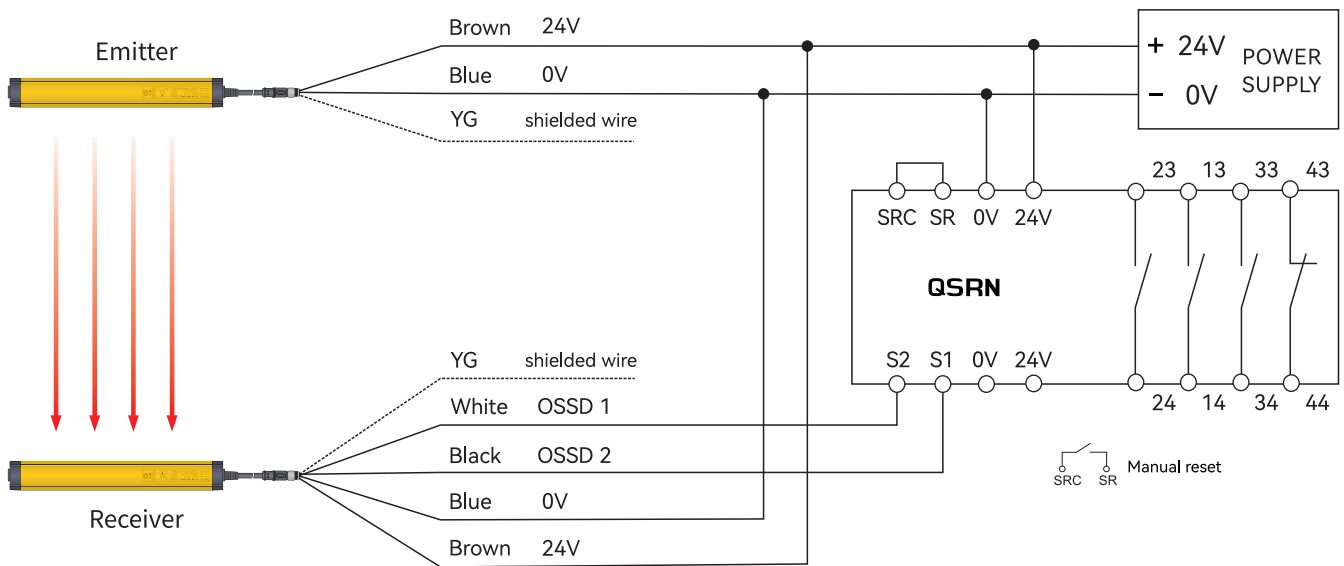 Emitter
Brown 24V
Blue 0V
YG shielded wire
+ 24V
− 0V
POWER
SUPPLY
23 13 33 43
SRC SR 0V 24V
QSRN
S2 S1 0V 24V
24 14 34 44
YG shielded wire
White OSSD 1
Black OSSD 2
Blue 0V
Brown 24V
Receiver
SRC SR Manual reset